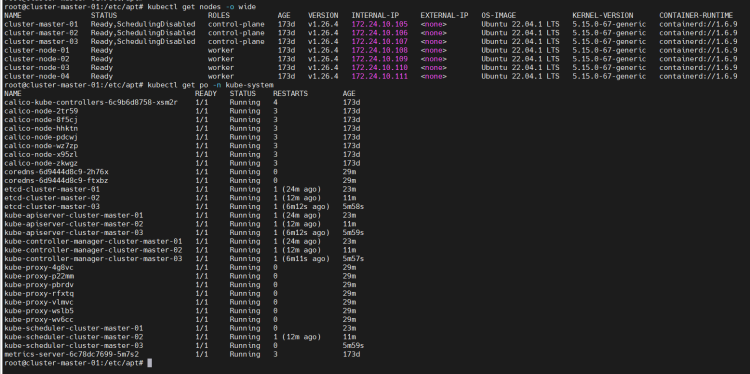 root@cluster-master-01:/etc/apt# kubectl get nodes -o wide
NAME STATUS ROLES AGE VERSION INTERNAL-IP EXTERNAL-IP OS-IMAGE KERNEL-VERSION CONTAINER-RUNTIME
cluster-master-01 Ready,SchedulingDisabled control-plane 173d v1.26.4 172.24.10.105 <none> Ubuntu 22.04.1 LTS 5.15.0-67-generic containerd://1.6.9
cluster-master-02 Ready,SchedulingDisabled control-plane 173d v1.26.4 172.24.10.106 <none> Ubuntu 22.04.1 LTS 5.15.0-67-generic containerd://1.6.9
cluster-master-03 Ready,SchedulingDisabled control-plane 173d v1.26.4 172.24.10.107 <none> Ubuntu 22.04.1 LTS 5.15.0-67-generic containerd://1.6.9
cluster-node-01 Ready worker 173d v1.26.4 172.24.10.108 <none> Ubuntu 22.04.1 LTS 5.15.0-67-generic containerd://1.6.9
cluster-node-02 Ready worker 173d v1.26.4 172.24.10.109 <none> Ubuntu 22.04.1 LTS 5.15.0-67-generic containerd://1.6.9
cluster-node-03 Ready worker 173d v1.26.4 172.24.10.110 <none> Ubuntu 22.04.1 LTS 5.15.0-67-generic containerd://1.6.9
cluster-node-04 Ready worker 173d v1.26.4 172.24.10.111 <none> Ubuntu 22.04.1 LTS 5.15.0-67-generic containerd://1.6.9
root@cluster-master-01:/etc/apt# kubectl get po -n kube-system
NAME READY STATUS RESTARTS AGE
calico-kube-controllers-6c9b6d8758-xsm2r 1/1 Running 4 173d
calico-node-2tr59 1/1 Running 3 173d
calico-node-8f5cj 1/1 Running 3 173d
calico-node-hhktn 1/1 Running 3 173d
calico-node-pdcwj 1/1 Running 3 173d
calico-node-wz7zp 1/1 Running 3 173d
calico-node-x95zl 1/1 Running 3 173d
calico-node-zkwgz 1/1 Running 3 173d
coredns-6d9444d8c9-2h76x 1/1 Running 0 29m
coredns-6d9444d8c9-ftxbz 1/1 Running 0 29m
etcd-cluster-master-01 1/1 Running 1 (24m ago) 23m
etcd-cluster-master-02 1/1 Running 1 (12m ago) 11m
etcd-cluster-master-03 1/1 Running 1 (6m12s ago) 5m58s
kube-apiserver-cluster-master-01 1/1 Running 1 (24m ago) 23m
kube-apiserver-cluster-master-02 1/1 Running 1 (12m ago) 11m
kube-apiserver-cluster-master-03 1/1 Running 1 (6m12s ago) 5m59s
kube-controller-manager-cluster-master-01 1/1 Running 1 (24m ago) 23m
kube-controller-manager-cluster-master-02 1/1 Running 1 (12m ago) 11m
kube-controller-manager-cluster-master-03 1/1 Running 1 (6m11s ago) 5m57s
kube-proxy-4g8vc 1/1 Running 0 29m
kube-proxy-p22mm 1/1 Running 0 29m
kube-proxy-pbrdv 1/1 Running 0 29m
kube-proxy-rfxtq 1/1 Running 0 29m
kube-proxy-vlmvc 1/1 Running 0 29m
kube-proxy-wslb5 1/1 Running 0 29m
kube-proxy-wv6cc 1/1 Running 0 29m
kube-scheduler-cluster-master-01 1/1 Running 0 23m
kube-scheduler-cluster-master-02 1/1 Running 1 (12m ago) 11m
kube-scheduler-cluster-master-03 1/1 Running 0 5m59s
metrics-server-6c78dc7699-5m7s2 1/1 Running 3 173d
root@cluster-master-01:/etc/apt#